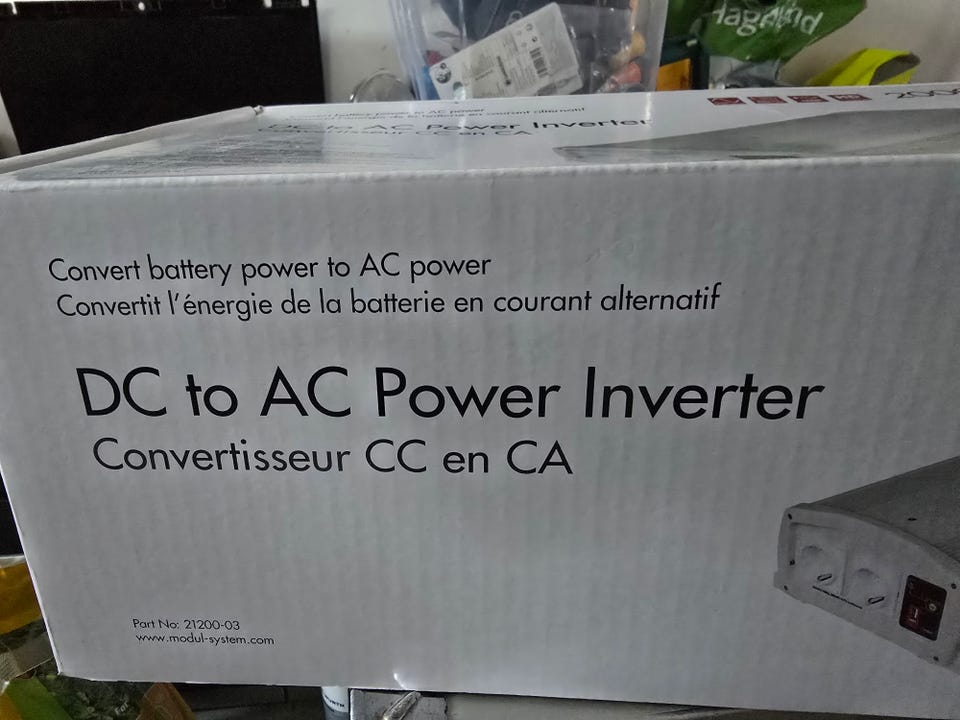 Hageland
DC to AC Power Inverter
Convert battery power to AC power
Convertit l'énergie de la batterie en courant alternatif
DC to AC Power Inverter
Convertisseur CC en CA
Part No: 21200-03
www.modul-system.com